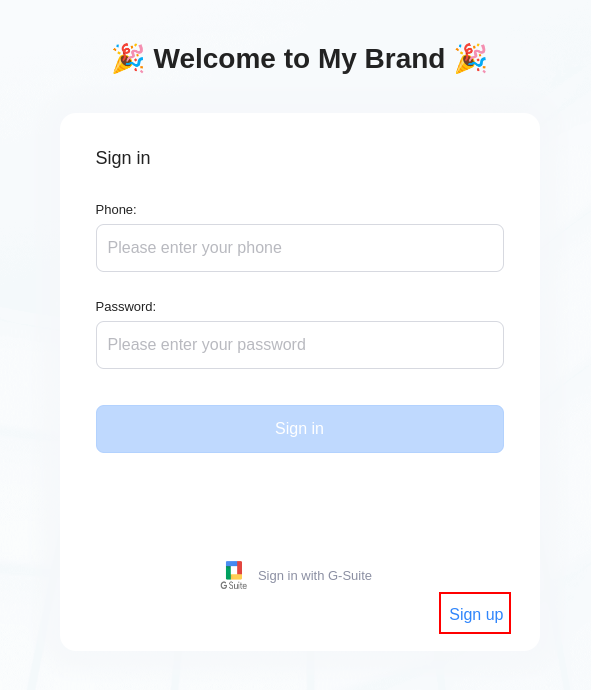 🎉 Welcome to My Brand 🎉
Sign in
Phone:
Please enter your phone
Password:
Please enter your password
Sign in
G Suite
Sign in with G-Suite
Sign up